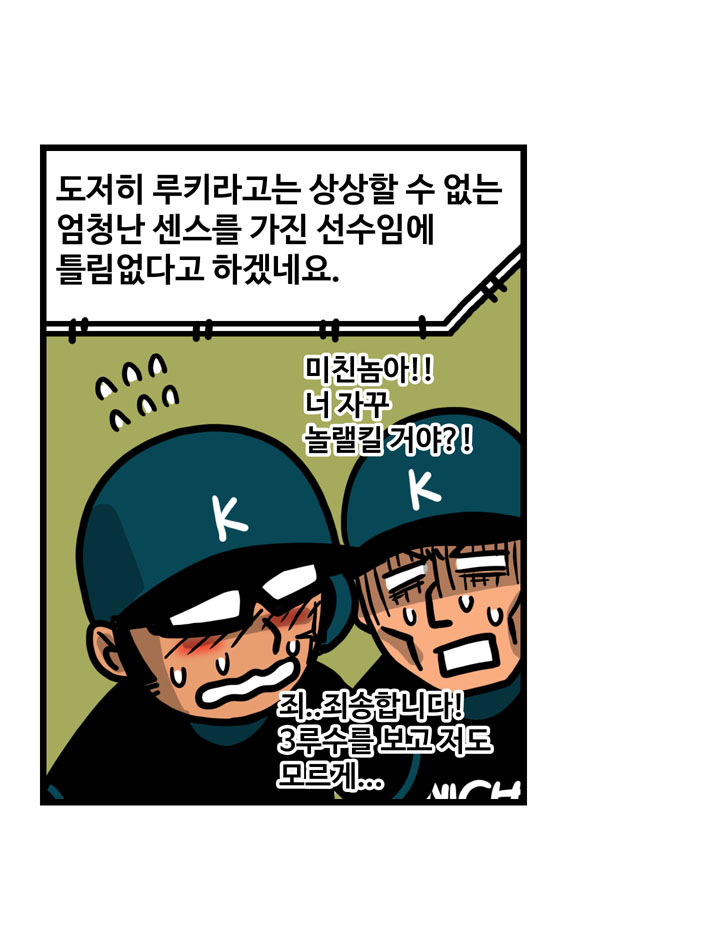 도저히 루키라고는 상상할 수 없는
엄청난 센스를 가진 선수임에
틀림없다고 하겠네요.
미친놈아!!
너 자꾸
놀랠킬 거야?!
K
K
죄..죄송합니다!
3루수를 보고 저도
모르게...
NICH